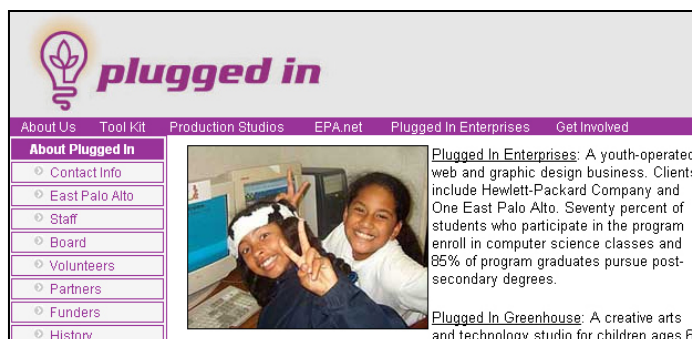 plugged in
About Us Tool Kit Production Studios EPA.net Plugged In Enterprises Get Involved
About Plugged In
Contact Info
East Palo Alto
Staff
Board
Volunteers
Partners
Funders
History
Plugged In Enterprises: A youth-operated
web and graphic design business. Clients
include Hewlett-Packard Company and
One East Palo Alto. Seventy percent of
students who participate in the program
enroll in computer science classes and
85% of program graduates pursue post-
secondary degrees.
Plugged In Greenhouse: A creative arts
and technology studio for children ages